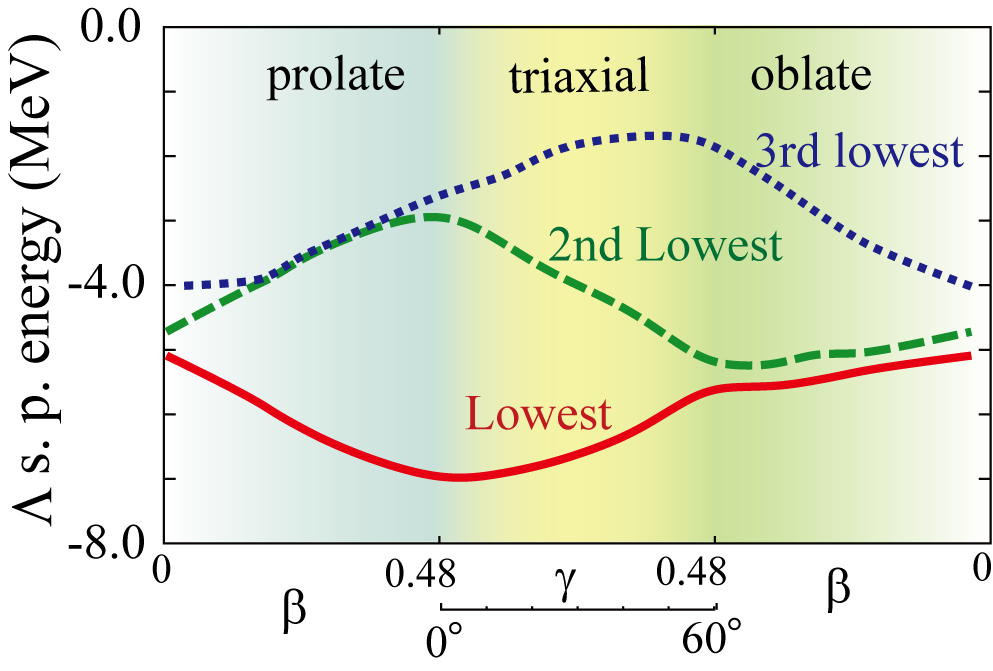 0.0
prolate triaxial oblate
3rd lowest
2nd Lowest
-4.0
Lowest
-8.0
Λ s. p. energy (MeV)
0 0.48 γ 0.48 0
β β
0° 60°